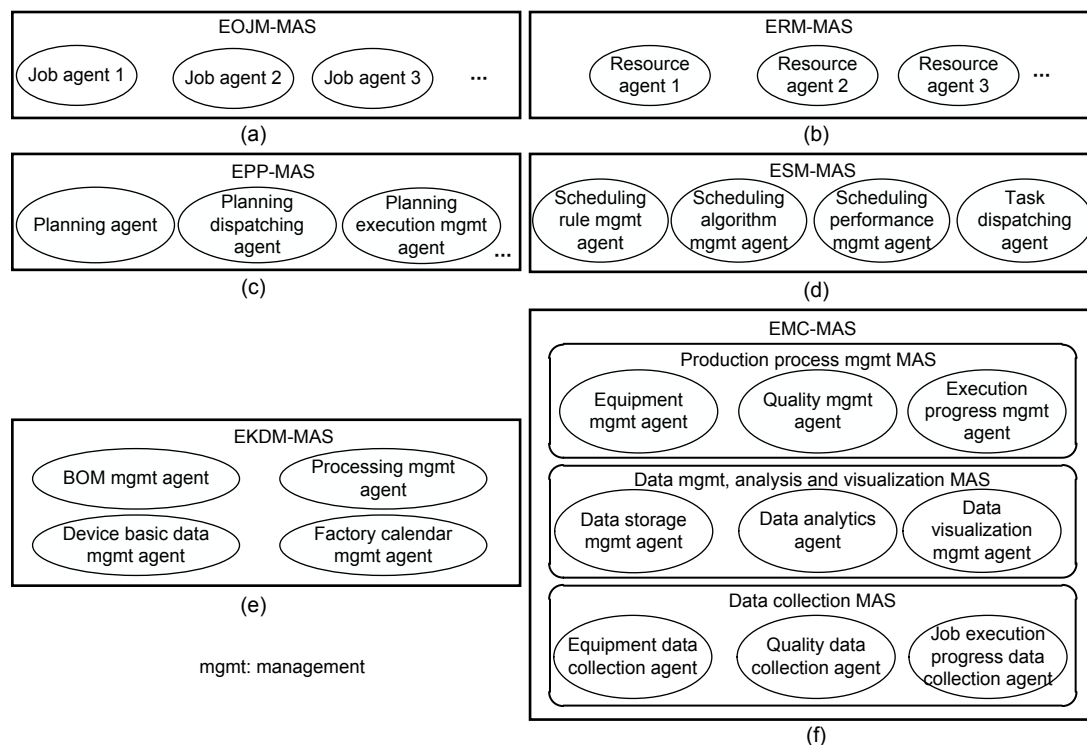 EOJM-MAS
Job agent 1
Job agent 2
Job agent 3
...
(a)
ERM-MAS
Resource
agent 1
Resource
agent 2
Resource
agent 3
...
(b)
EPP-MAS
Planning agent
Planning
dispatching
agent
Planning
execution mgmt
agent
...
(c)
ESM-MAS
Scheduling
rule mgmt
agent
Scheduling
algorithm
mgmt agent
Scheduling
performance
mgmt agent
Task
dispatching
agent
(d)
EKDM-MAS
BOM mgmt agent
Processing mgmt
agent
Device basic data
mgmt agent
Factory calendar
mgmt agent
(e)
mgmt: management
EMC-MAS
Production process mgmt MAS
Equipment
mgmt agent
Quality mgmt
agent
Execution
progress mgmt
agent
Data mgmt, analysis and visualization MAS
Data storage
mgmt agent
Data analytics
agent
Data
visualization
mgmt agent
Data collection MAS
Equipment data
collection agent
Quality data
collection agent
Job execution
progress data
collection agent
(f)